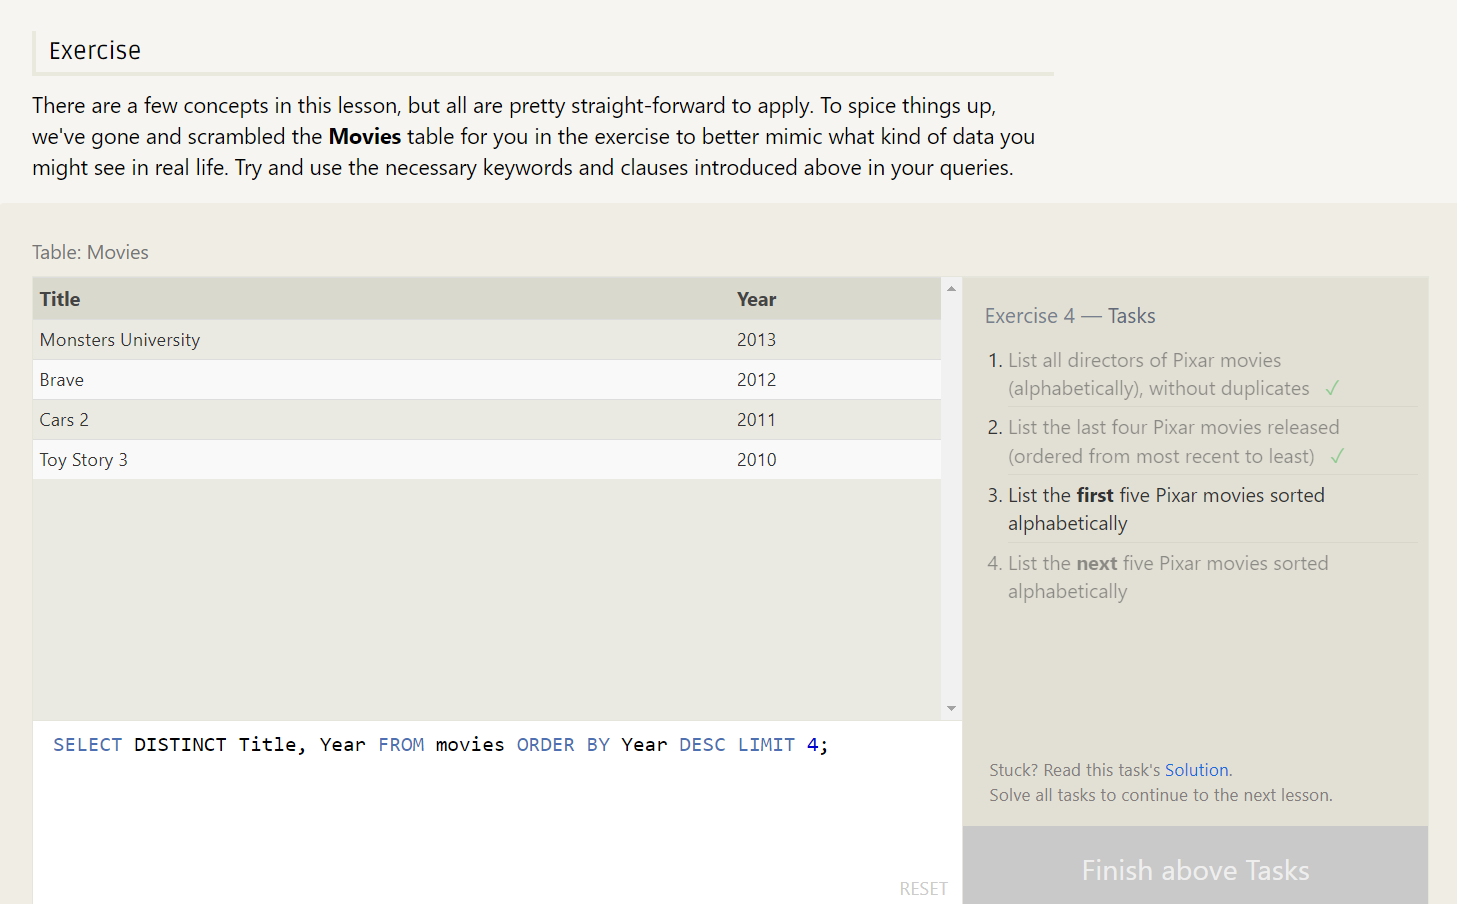 Exercise
There are a few concepts in this lesson, but all are pretty straight-forward to apply. To spice things up,
we've gone and scrambled the Movies table for you in the exercise to better mimic what kind of data you
might see in real life. Try and use the necessary keywords and clauses introduced above in your queries.
Table: Movies
Title Year
Monsters University 2013
Brave 2012
Cars 2 2011
Toy Story 3 2010
SELECT DISTINCT Title, Year FROM movies ORDER BY Year DESC LIMIT 4;
RESET
Exercise 4 — Tasks
1. List all directors of Pixar movies
(alphabetically), without duplicates ✓
2. List the last four Pixar movies released
(ordered from most recent to least) ✓
3. List the first five Pixar movies sorted
alphabetically
4. List the next five Pixar movies sorted
alphabetically
Stuck? Read this task's Solution.
Solve all tasks to continue to the next lesson.
Finish above Tasks